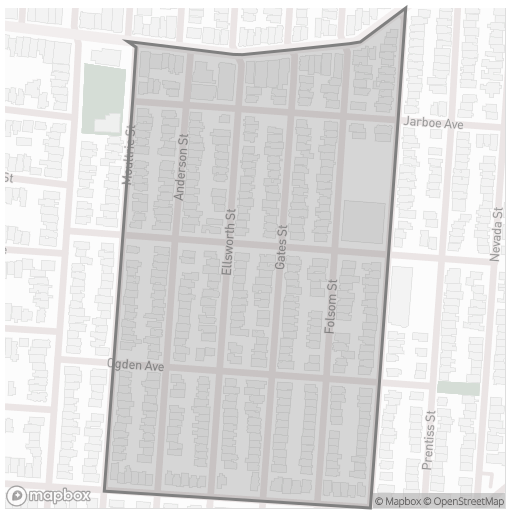 Jarboe Ave
Moultrie St
Anderson St
St
Ellsworth St
Gates St
Nevada St
Folsom St
Ogden Ave
Prentiss St
mapbox
© Mapbox © OpenStreetMap